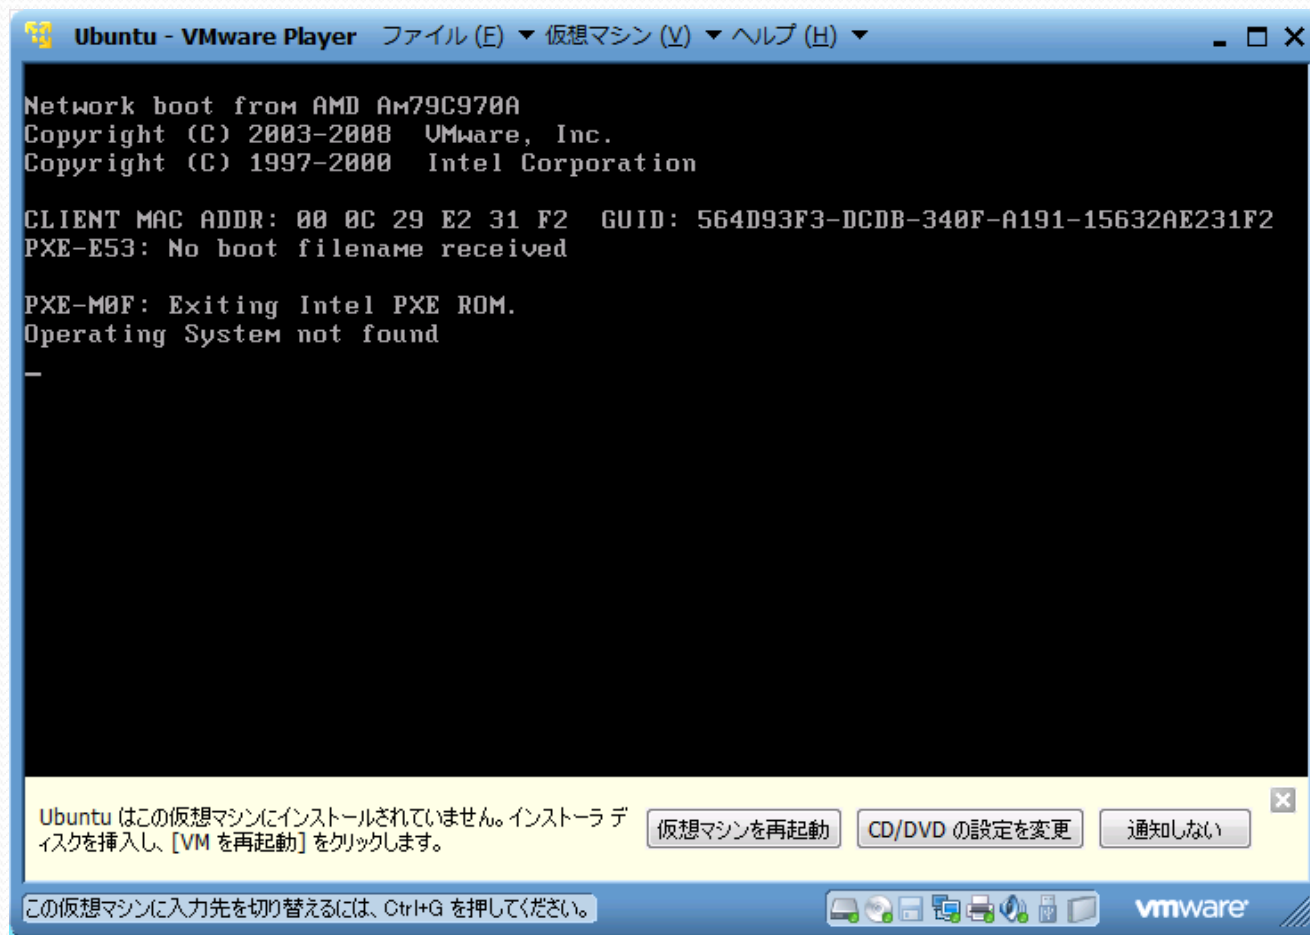 Ubuntu - VMware Player ファイル (F) ▼ 仮想マシン (V) ▼ ヘルプ (H) ▼
Network boot from AMD Am79C970A
Copyright (C) 2003-2008  VMware, Inc.
Copyright (C) 1997-2000  Intel Corporation
CLIENT MAC ADDR: 00 0C 29 E2 31 F2  GUID: 564D93F3-DCDB-340F-A191-15632AE231F2
PXE-E53: No boot filename received
PXE-M0F: Exiting Intel PXE ROM.
Operating System not found
Ubuntu はこの仮想マシンにインストールされていません。インストーラ デ
ィスクを挿入し、[VM を再起動] をクリックします。
仮想マシンを再起動 CD/DVD の設定を変更 通知しない
この仮想マシンに入力先を切り替えるには、Ctrl+G を押してください。
vmware